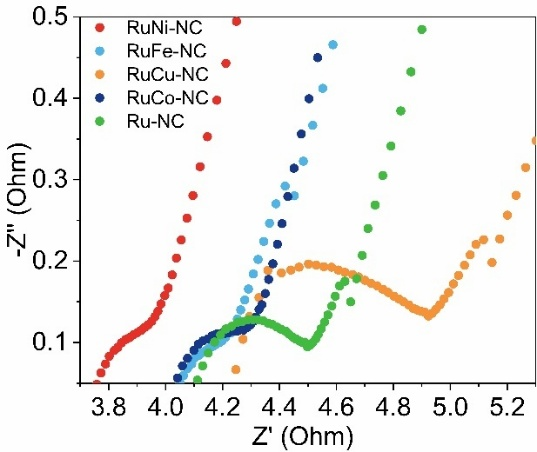 0.5
0.4
0.3
0.2
0.1
-Z" (Ohm)
RuNi-NC
RuFe-NC
RuCu-NC
RuCo-NC
Ru-NC
3.8 4.0 4.2 4.4 4.6 4.8 5.0 5.2
Z' (Ohm)